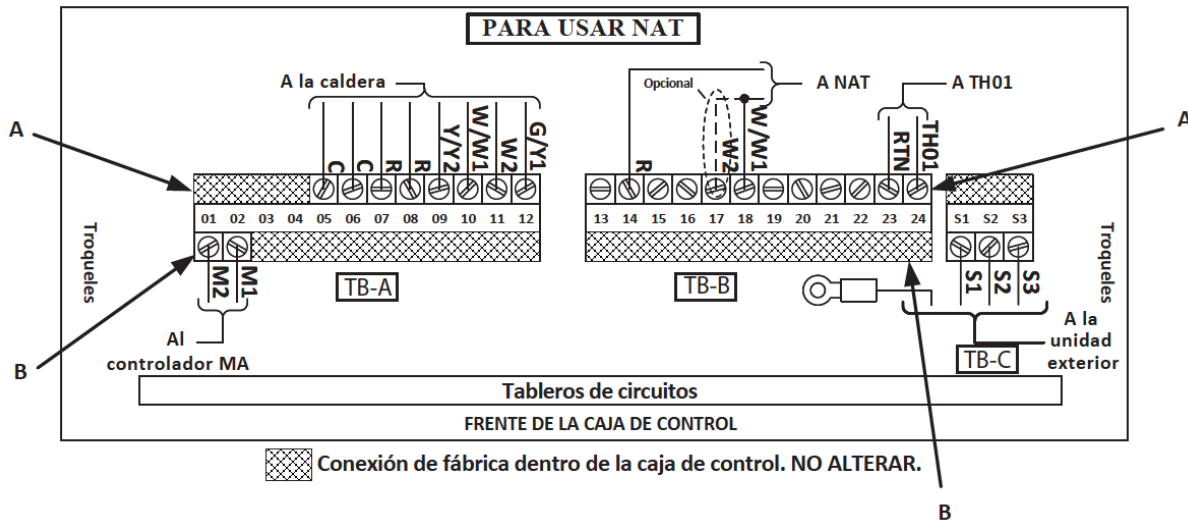 PARA USAR NAT
A la caldera
Opcional
A NAT
A TH01
A
A
C
C
R
R
Y/Y2
W/W1
W2
G/Y1
R
W2
W/W1
RTN
TH01
01 02 03 04 05 06 07 08 09 10 11 12
13 14 15 16 17 18 19 20 21 22 23 24
S1 S2 S3
Troqueles
Troqueles
M2
M1
TB-A
TB-B
S1
S2
S3
Al
controlador MA
B
A la
unidad
exterior
TB-C
Tableros de circuitos
FRENTE DE LA CAJA DE CONTROL
Conexión de fábrica dentro de la caja de control. NO ALTERAR.
B